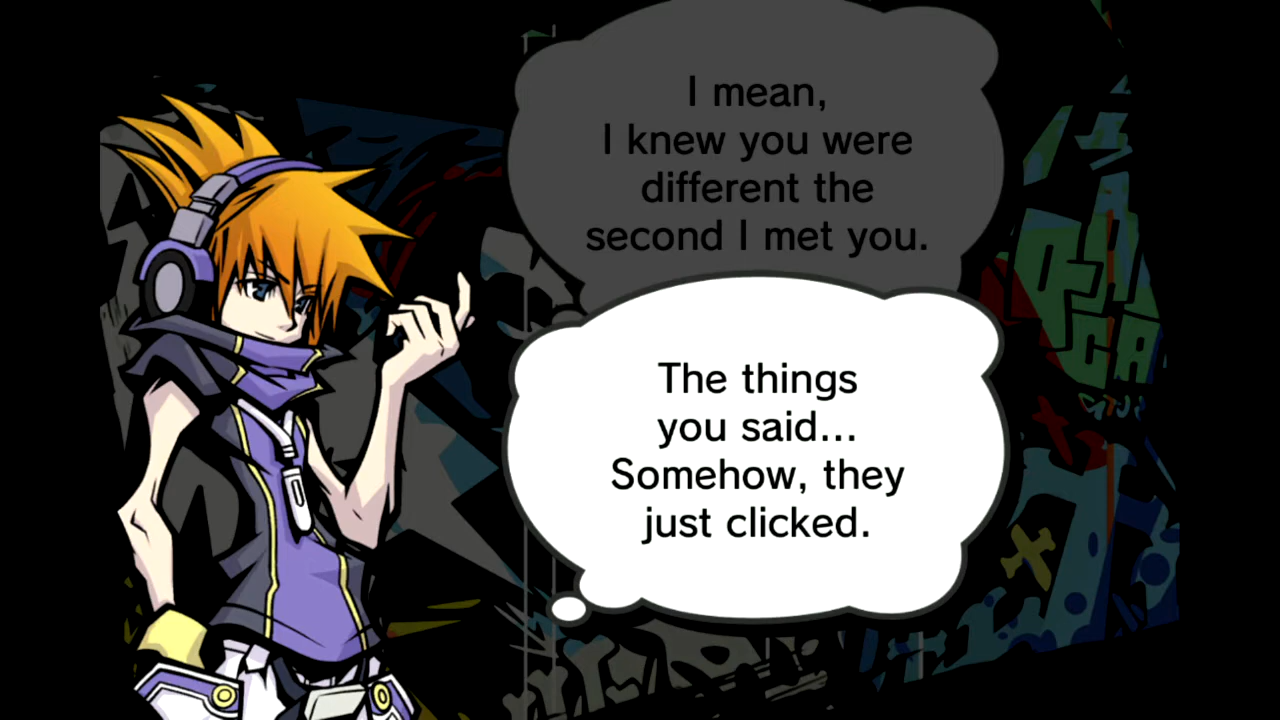 I mean,
I knew you were
different the
second I met you.
The things
you said...
Somehow, they
just clicked.